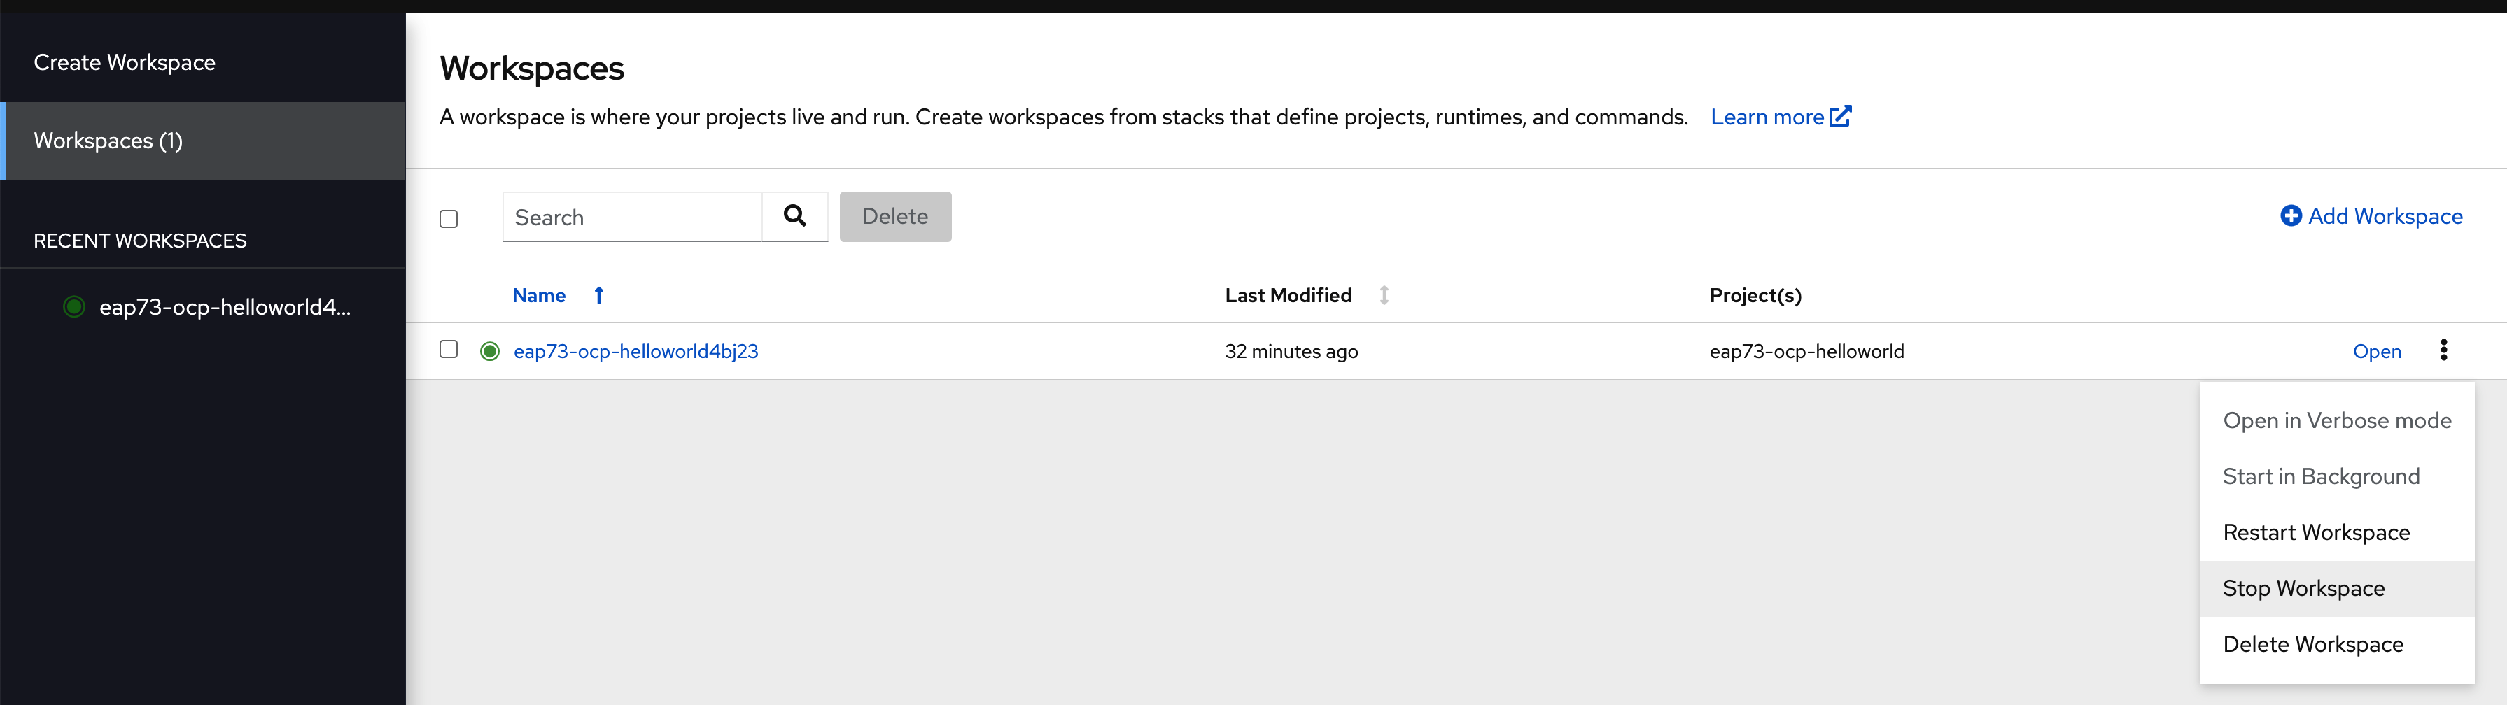 Create Workspace
Workspaces (1)
RECENT WORKSPACES
eap73-ocp-helloworld4...
Workspaces
A workspace is where your projects live and run. Create workspaces from stacks that define projects, runtimes, and commands. Learn more
Search
Delete
Add Workspace
Name
Last Modified
Project(s)
eap73-ocp-helloworld4bj23
32 minutes ago
eap73-ocp-helloworld
Open
Open in Verbose mode
Start in Background
Restart Workspace
Stop Workspace
Delete Workspace